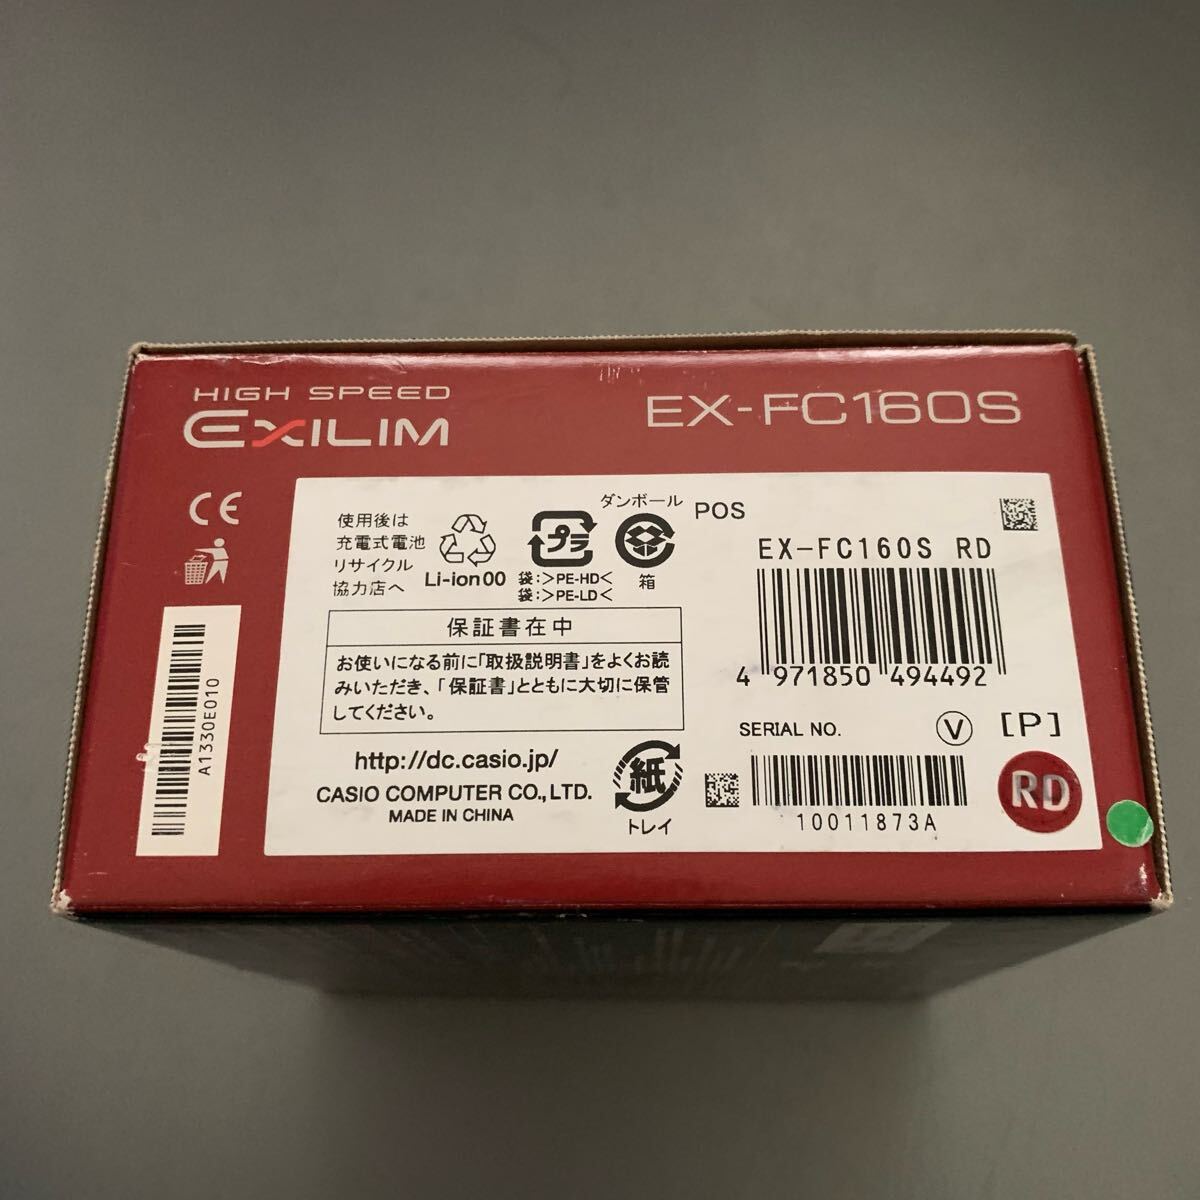 HIGH SPEED
EXILIM
EX-FC160S
CE
使用後は
充電式電池
リサイクル
協力店へ
Li-ion00
プラ
袋:>PE-HD<
袋:>PE-LD<
ダンボール
箱
POS
EX-FC160S RD
4 971850 494492
保証書在中
お使いになる前に「取扱説明書」をよくお読
みいただき、「保証書」とともに大切に保管
してください。
http://dc.casio.jp/
CASIO COMPUTER CO., LTD.
MADE IN CHINA
紙
トレイ
SERIAL NO.
V
[P]
10011873A
RD
A1330E010